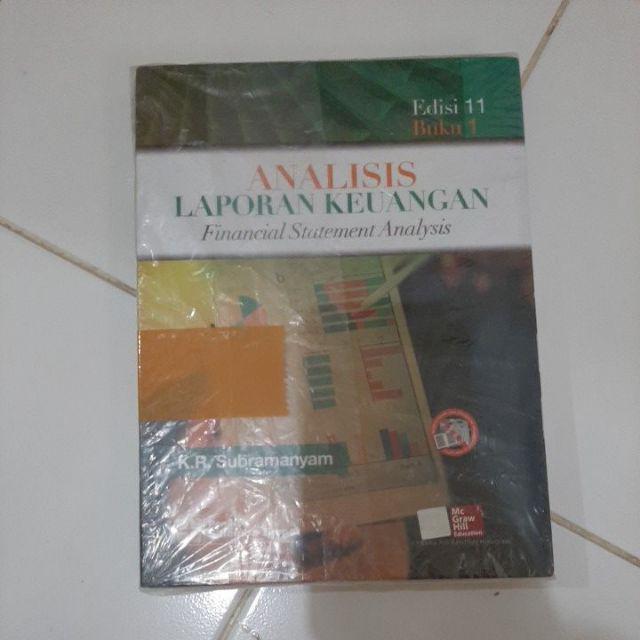 Edisi 11
Buku 1
ANALISIS
LAPORAN KEUANGAN
Financial Statement Analysis
K.R. Subramanyam
Mc
Graw
Hill
Education